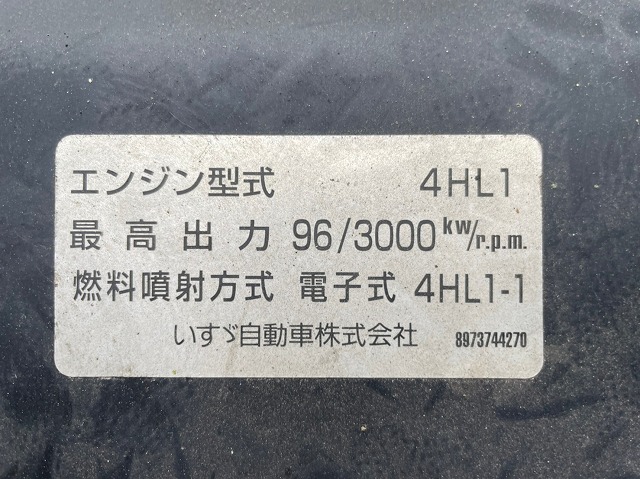 エンジン型式 4HL1
最高出力 96/3000 kw/r.p.m.
燃料噴射方式 電子式 4HL1-1
いすゞ自動車株式会社 8973744270